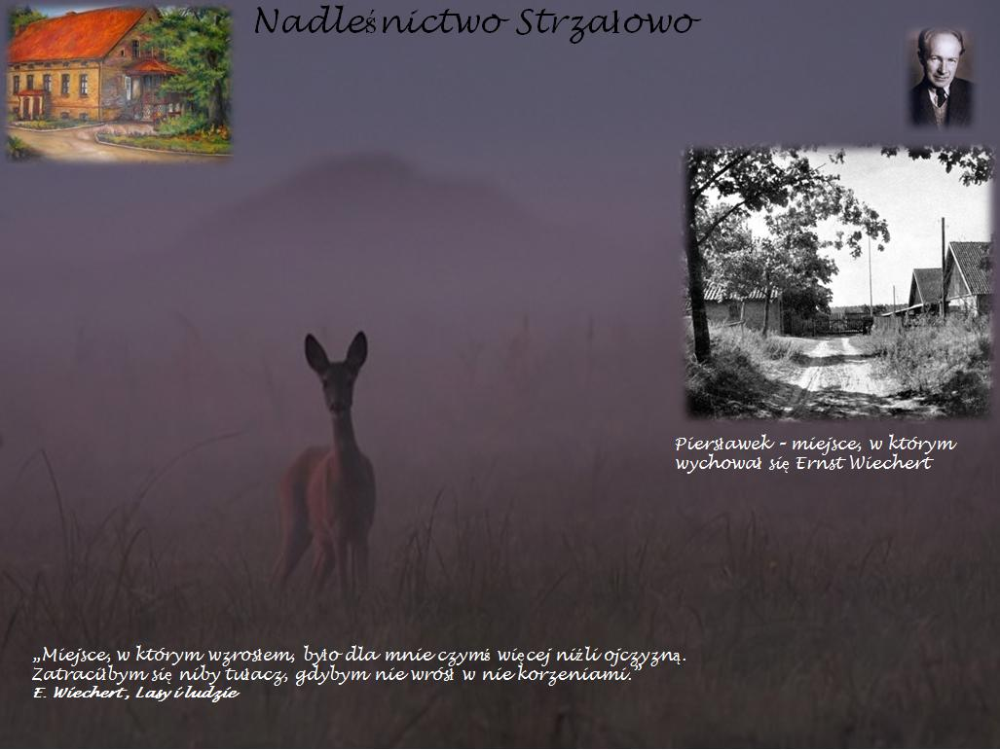 Nadleśnictwo Strzałowo
Piersławek - miejsce, w którym
wychował się Ernst Wiechert
„Miejsce, w którym wzrosłem, było dla mnie czymś więcej niżli ojczyzną.
Zatraciłbym się niby tułacz, gdybym nie wrósł w nie korzeniami.”
E. Wiechert, Lasy i ludzie